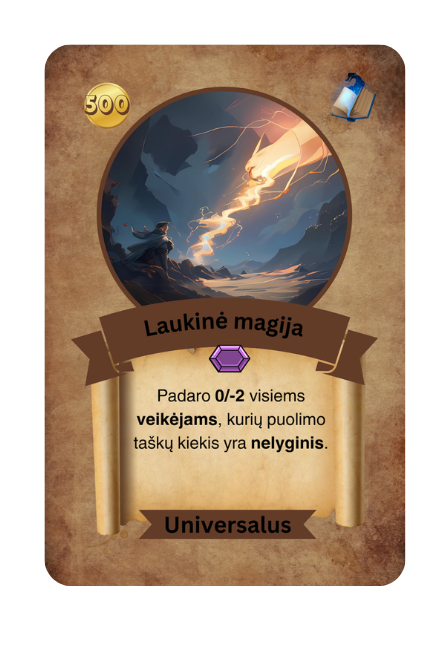 500
Laukinė magija
Padaro 0/-2 visiems
veikėjams, kurių puolimo
taškų kiekis yra nelyginis.
Universalus